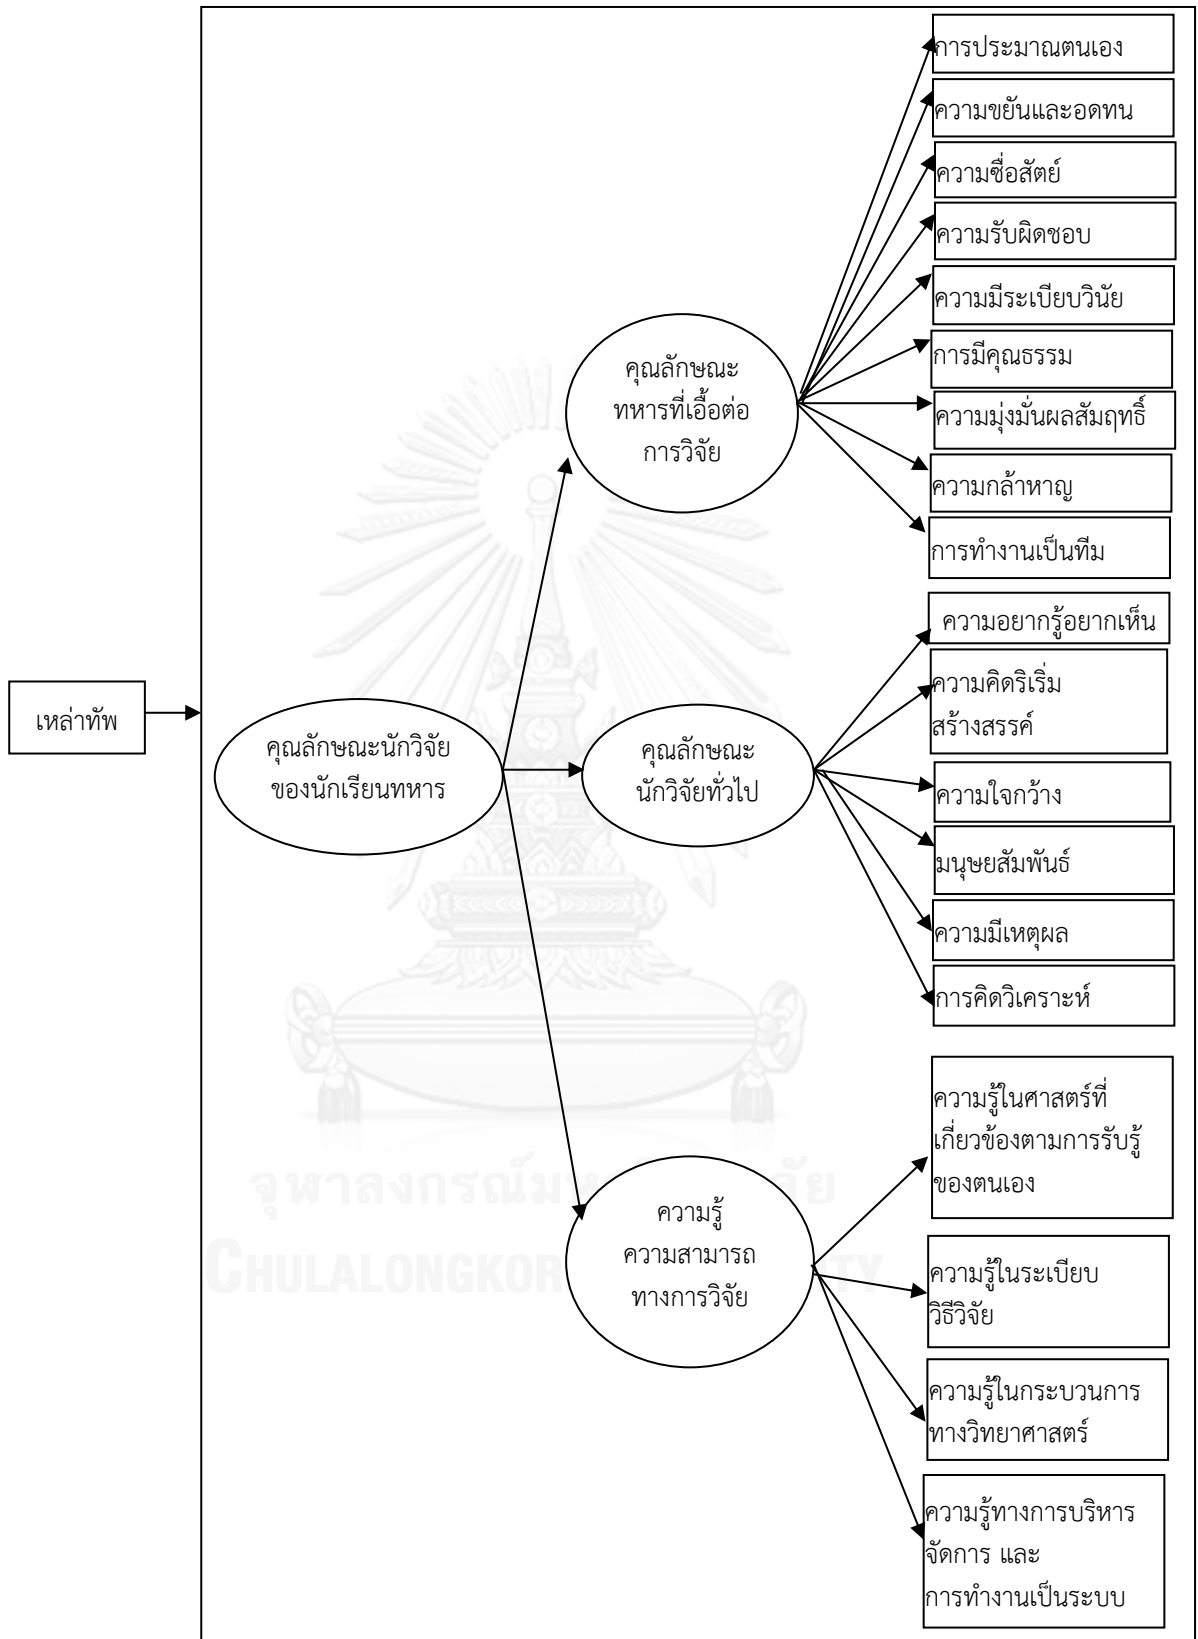 การประมาณตนเอง
ความขยันและอดทน
ความซื่อสัตย์
ความรับผิดชอบ
ความมีระเบียบวินัย
การมีคุณธรรม
ความมุ่งมั่นผลสัมฤทธิ์
ความกล้าหาญ
การทำงานเป็นทีม
คุณลักษณะ
ทหารที่เอื้อต่อ
การวิจัย
ความอยากรู้อยากเห็น
ความคิดริเริ่ม
สร้างสรรค์
ความใจกว้าง
มนุษยสัมพันธ์
ความมีเหตุผล
การคิดวิเคราะห์
เหล่าทัพ
คุณลักษณะนักวิจัย
ของนักเรียนทหาร
คุณลักษณะ
นักวิจัยทั่วไป
ความรู้ในศาสตร์ที่
เกี่ยวข้องตามการรับรู้
ของตนเอง
ความรู้
ความสามารถ
ทางการวิจัย
ความรู้ในระเบียบ
วิธีวิจัย
ความรู้ในกระบวนการ
ทางวิทยาศาสตร์
ความรู้ทางการบริหาร
จัดการ และ
การทำงานเป็นระบบ